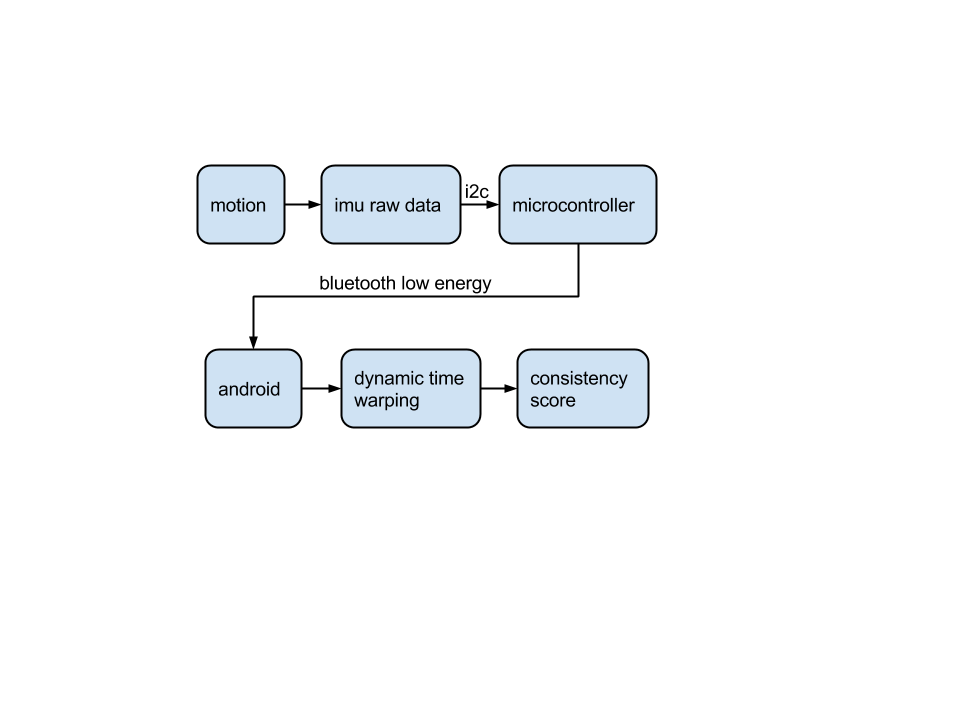 motion
imu raw data
i2c
microcontroller
bluetooth low energy
android
dynamic time
warping
consistency
score